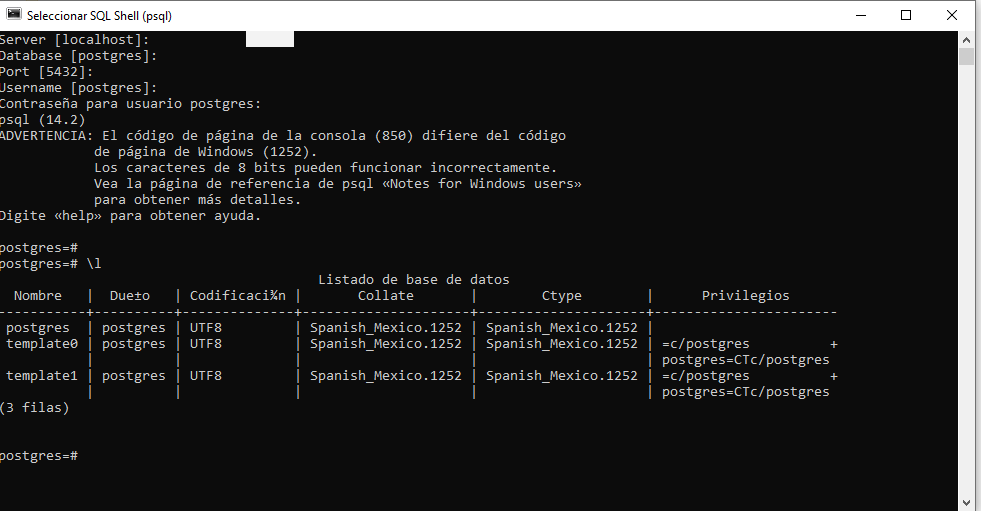 Seleccionar SQL Shell (psql)
Server [localhost]:
Database [postgres]:
Port [5432]:
Username [postgres]:
Contraseña para usuario postgres:
psql (14.2)
ADVERTENCIA: El código de página de la consola (850) difiere del código
            de página de Windows (1252).
            Los caracteres de 8 bits pueden funcionar incorrectamente.
            Vea la página de referencia de psql «Notes for Windows users»
            para obtener más detalles.
Digite «help» para obtener ayuda.
postgres=#
postgres=# \l
                                        Listado de base de datos
  Nombre   |  Due±o   | Codificaci¾n |       Collate       |        Ctype        |      Privilegios
-----------+----------+--------------+---------------------+---------------------+-----------------------
 postgres  | postgres | UTF8         | Spanish_Mexico.1252 | Spanish_Mexico.1252 |
 template0 | postgres | UTF8         | Spanish_Mexico.1252 | Spanish_Mexico.1252 | =c/postgres          +
           |          |              |                     |                     | postgres=CTc/postgres
 template1 | postgres | UTF8         | Spanish_Mexico.1252 | Spanish_Mexico.1252 | =c/postgres          +
           |          |              |                     |                     | postgres=CTc/postgres
(3 filas)
postgres=#